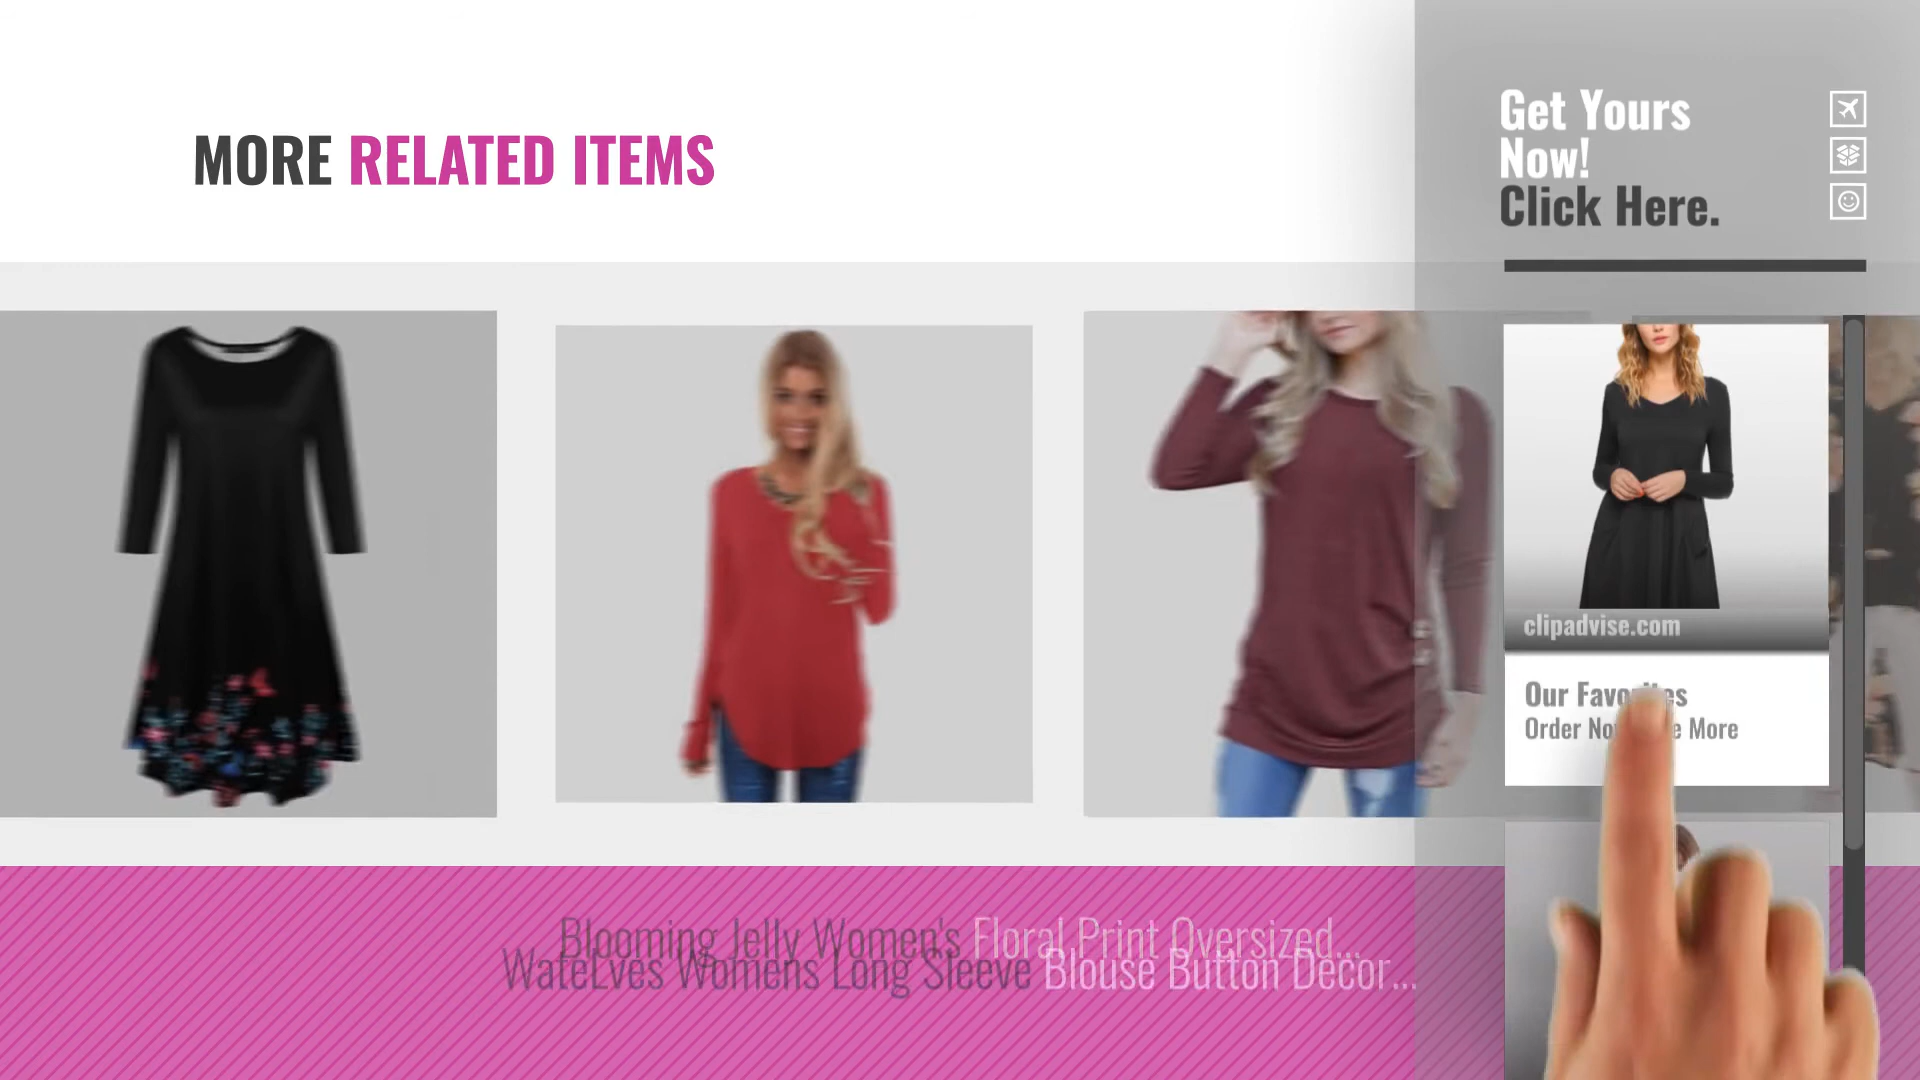 MORE RELATED ITEMS
Get Yours
Now!
Click Here.
clipadvise.com
Our Favorites
Order No e More
Blooming Jelly Women's Floral Print Oversized...
WateLves Womens Long Sleeve Blouse Button Decor...